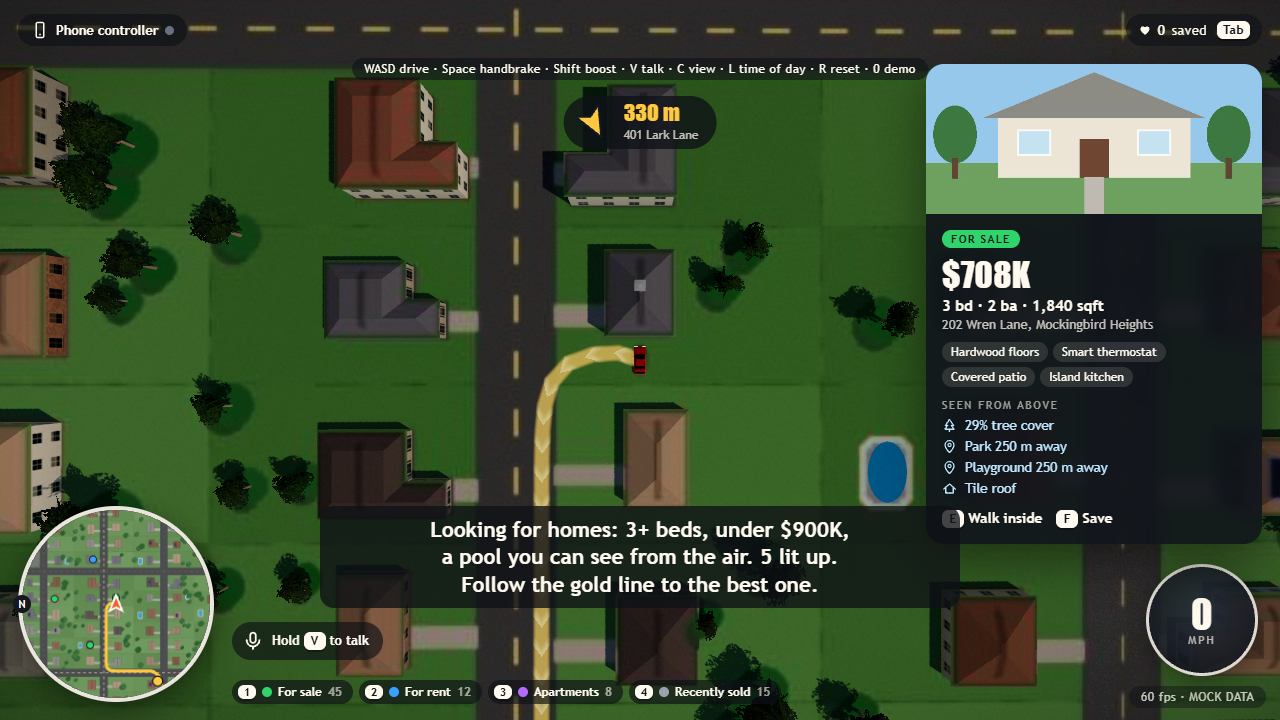 Phone controller
0 saved Tab
WASD drive · Space handbrake · Shift boost · V talk · C view · L time of day · R reset · 0 demo
330 m
401 Lark Lane
FOR SALE
$708K
3 bd · 2 ba · 1,840 sqft
202 Wren Lane, Mockingbird Heights
Hardwood floors Smart thermostat
Covered patio Island kitchen
SEEN FROM ABOVE
29% tree cover
Park 250 m away
Playground 250 m away
Tile roof
E Walk inside F Save
Looking for homes: 3+ beds, under $900K,
a pool you can see from the air. 5 lit up.
Follow the gold line to the best one.
N
Hold V to talk
0
MPH
1 For sale 45 2 For rent 12 3 Apartments 8 4 Recently sold 15
60 fps · MOCK DATA